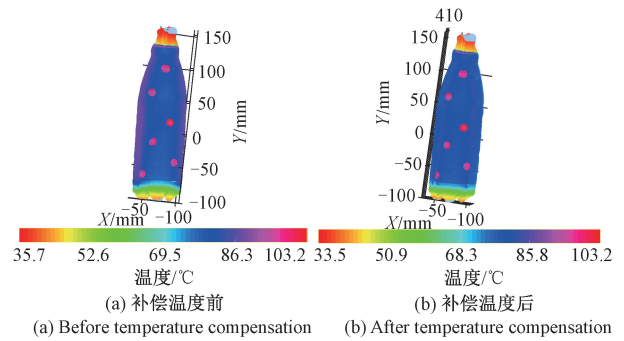 150
100
50
0
−50
−100
Y/mm
X/mm
−50
−100
35.7 52.6 69.5 86.3 103.2
温度/℃
(a) 补偿温度前
(a) Before temperature compensation
410
150
100
50
0
−50
−100
Y/mm
X/mm
−50
−100
33.5 50.9 68.3 85.8 103.2
温度/℃
(b) 补偿温度后
(b) After temperature compensation